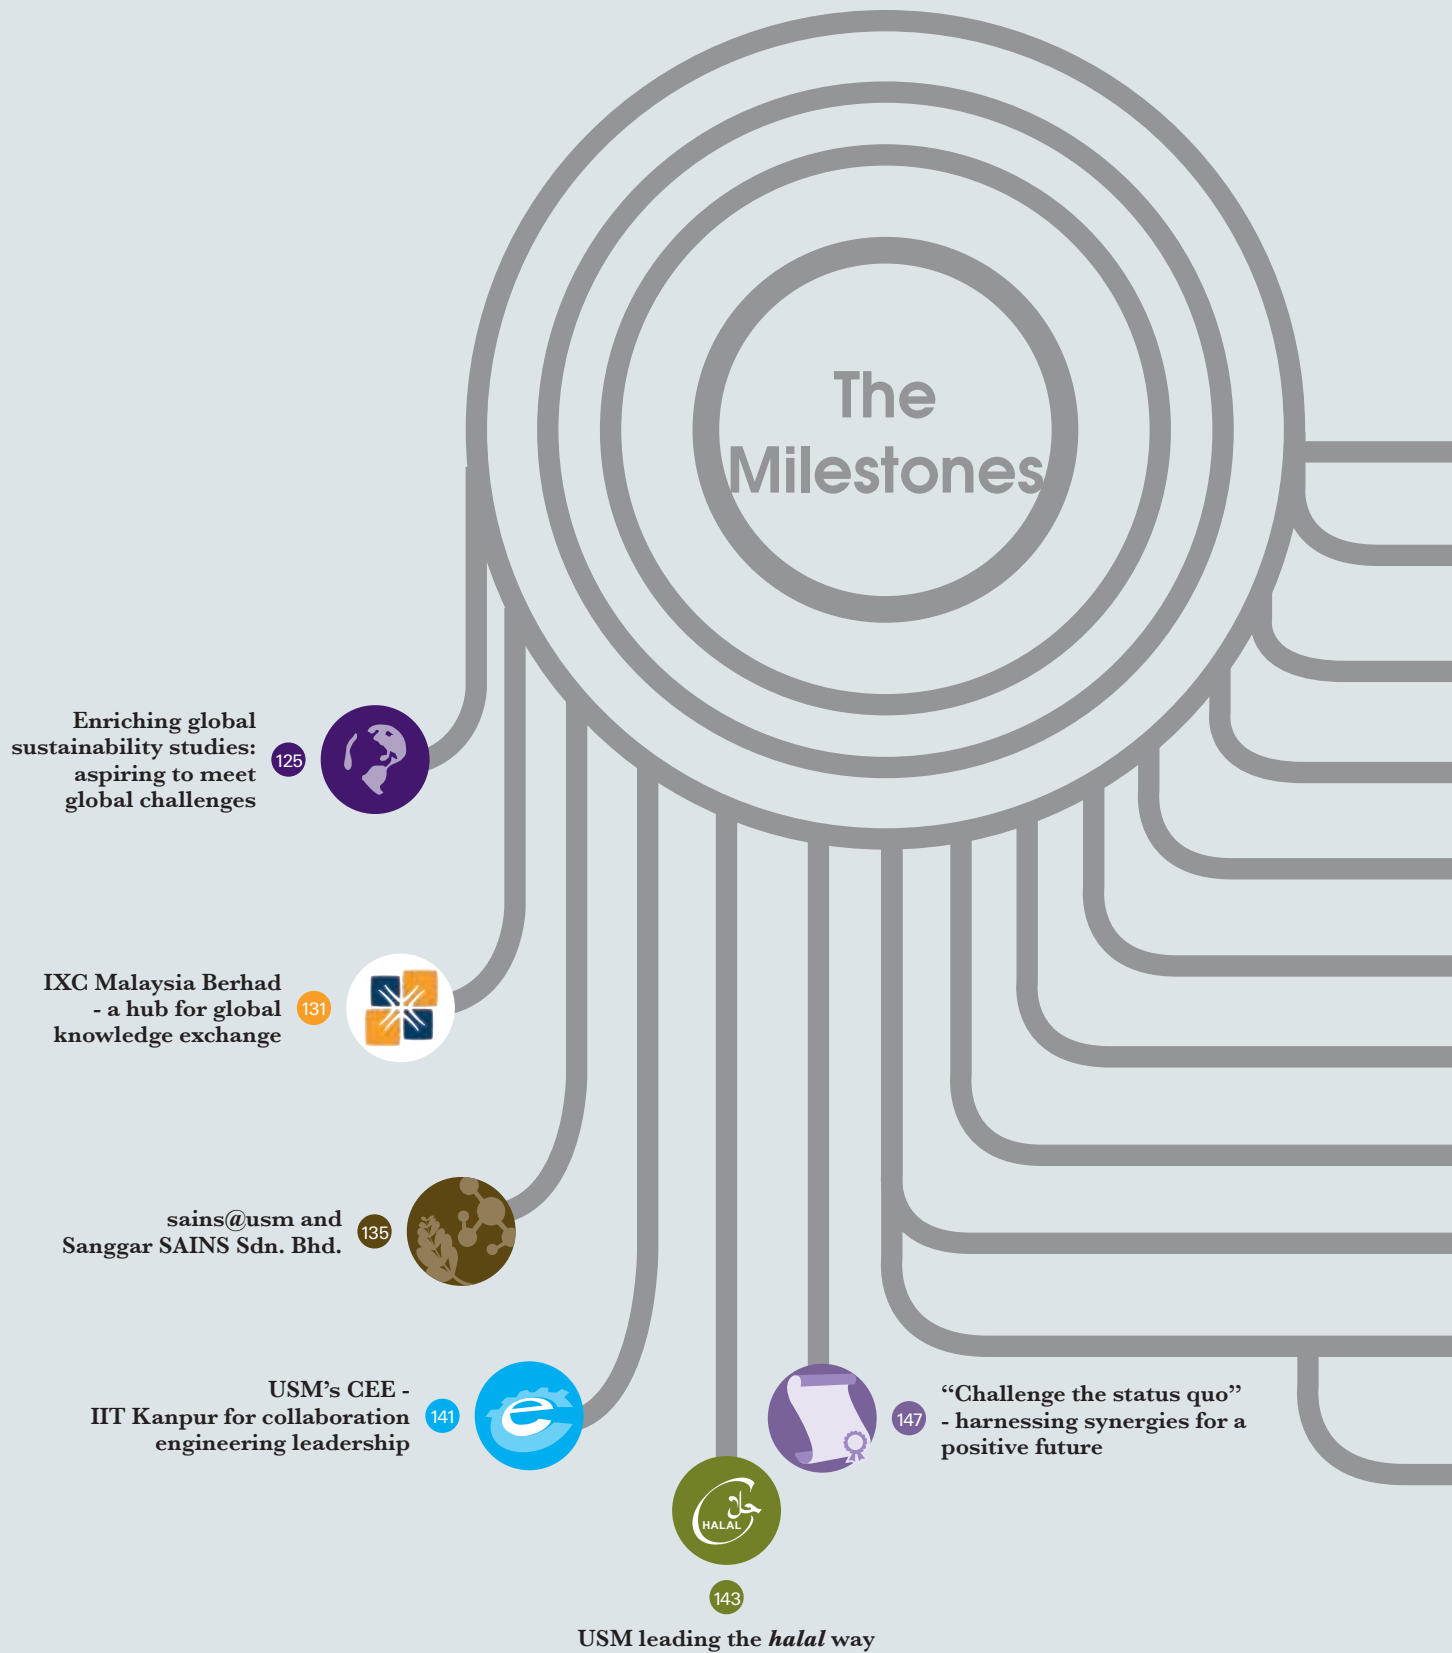 The
Milestones
Enriching global
sustainability studies:
aspiring to meet
global challenges
125
IXC Malaysia Berhad
- a hub for global
knowledge exchange
131
sains@usm and
Sanggar SAINS Sdn. Bhd.
135
USM’s CEE -
IIT Kanpur for collaboration
engineering leadership
141
e
“Challenge the status quo”
- harnessing synergies for a
positive future
147
حلال
HALAL
143
USM leading the halal way